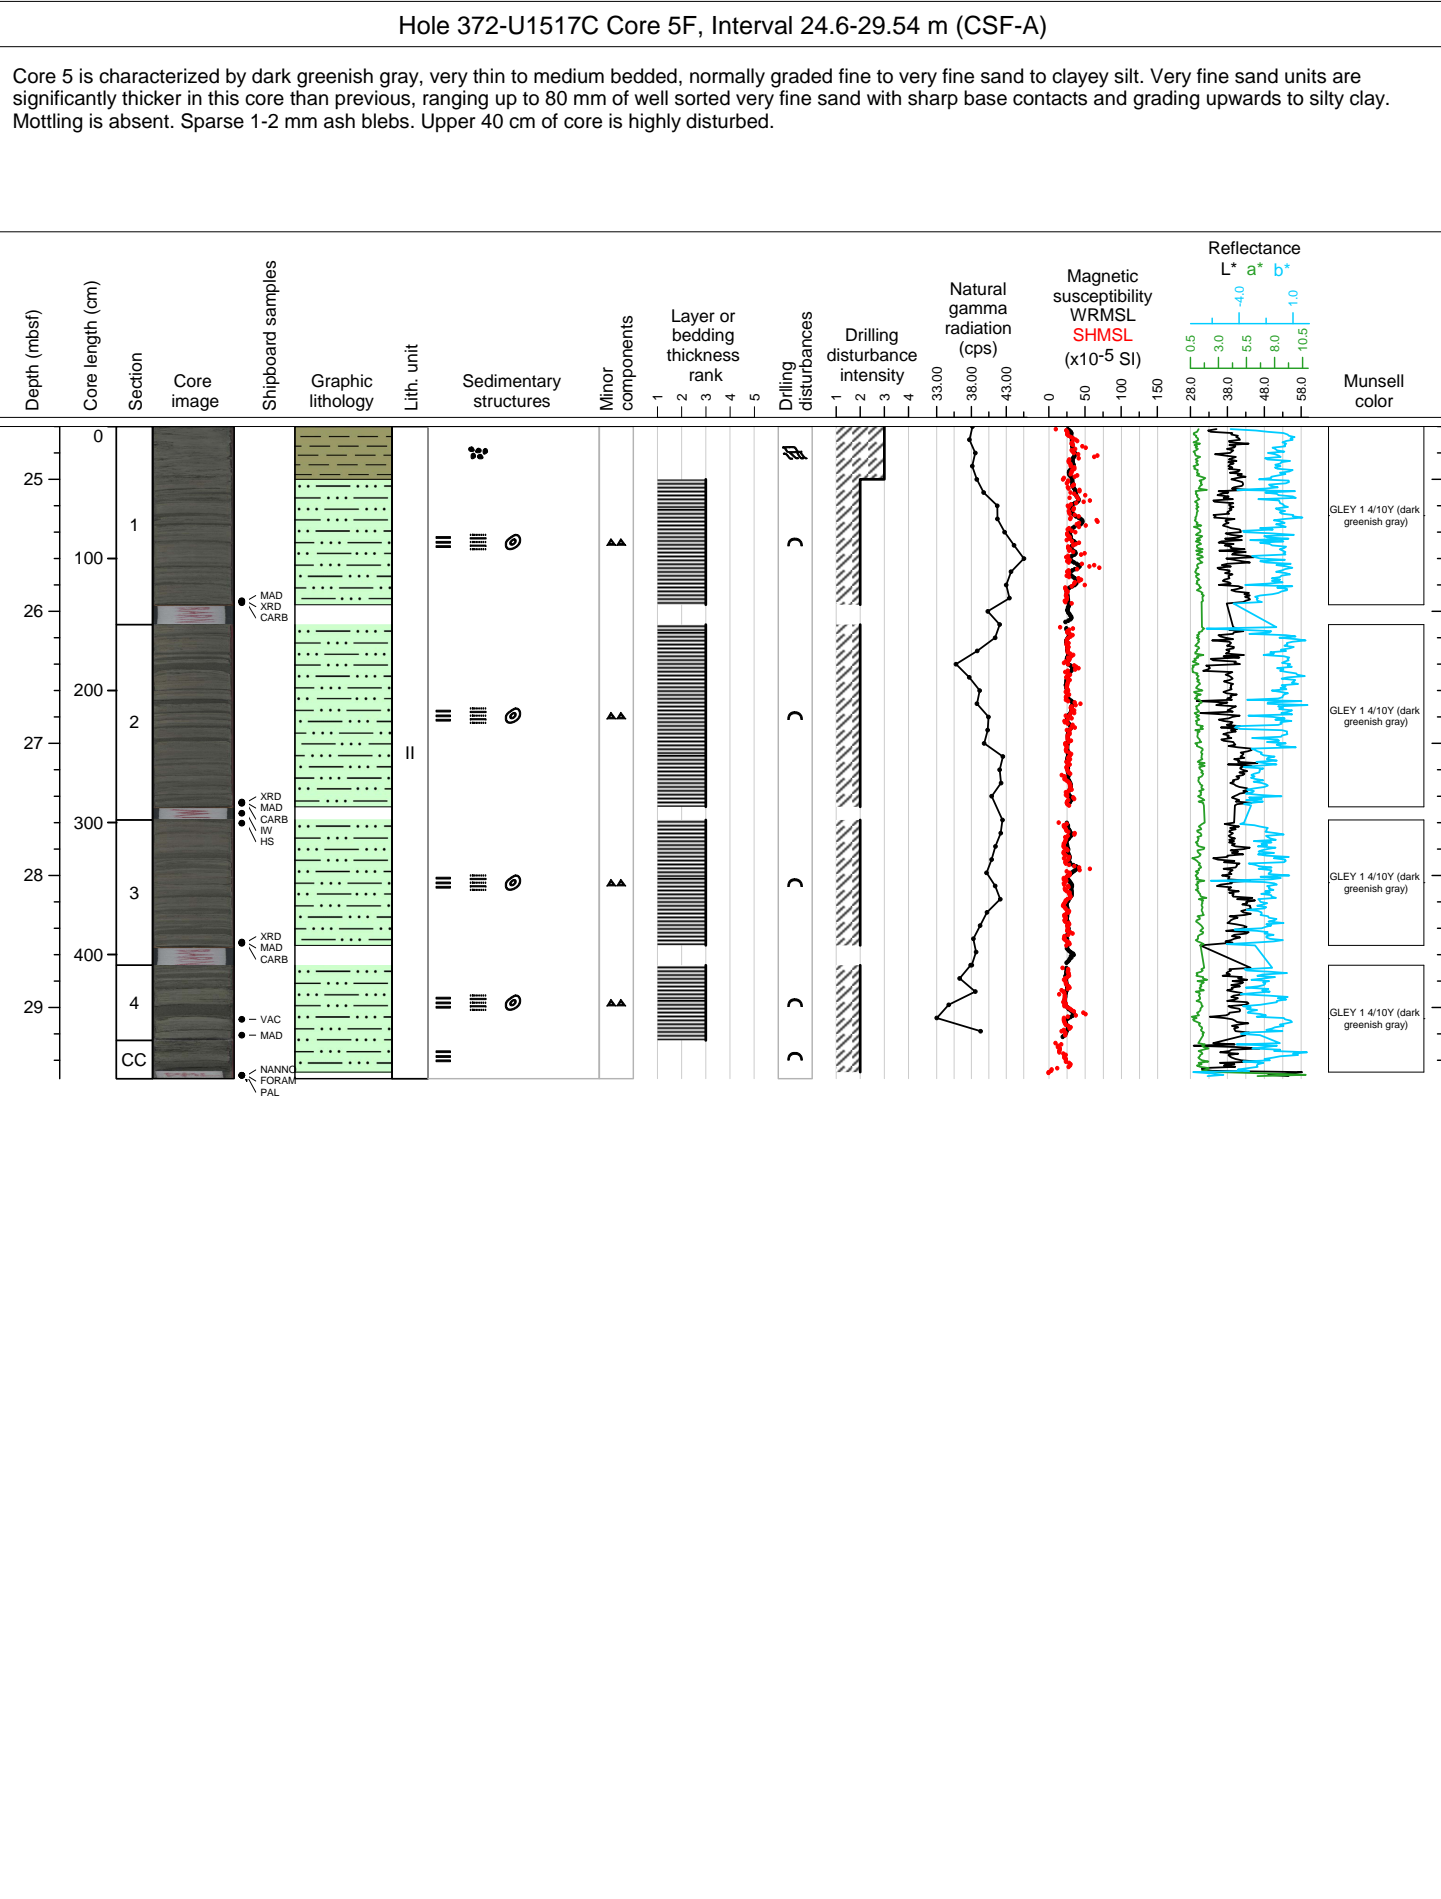 Hole 372-U1517C Core 5F, Interval 24.6-29.54 m (CSF-A)
Core 5 is characterized by dark greenish gray, very thin to medium bedded, normally graded fine to very fine sand to clayey silt. Very fine sand units are
significantly thicker in this core than previous, ranging up to 80 mm of well sorted very fine sand with sharp base contacts and grading upwards to silty clay.
Mottling is absent. Sparse 1-2 mm ash blebs. Upper 40 cm of core is highly disturbed.
Depth (mbsf)
Core length (cm)
Section
Core
image
Shipboard samples
Graphic
lithology
Lith. unit
Sedimentary
structures
Minor
components
Layer or
bedding
thickness
rank
1 2 3 4 5
Drlling
disturbances
Drilling
disturbance
intensity
1 2 3 4
Natural
gamma
radiation
(cps)
33.00 38.00 43.00
Magnetic
susceptibility
WRMSL
SHMSL
(x10-5 SI)
0 50 100 150
Reflectance
L* a* b*
-4.0 1.0
0.5 3.0 5.5 8.0 10.5
28.0 38.0 48.0 58.0
Munsell
color
0
25
1
100
26
MAD
XRD
CARB
GLEY 1 4/10Y (dark
greenish gray)
200
2
27
II
GLEY 1 4/10Y (dark
greenish gray)
XRD
MAD
CARB
IW
HS
300
28
3
GLEY 1 4/10Y (dark
greenish gray)
XRD
MAD
CARB
400
29
4
VAC
MAD
GLEY 1 4/10Y (dark
greenish gray)
CC
NANNO
FORAM
PAL